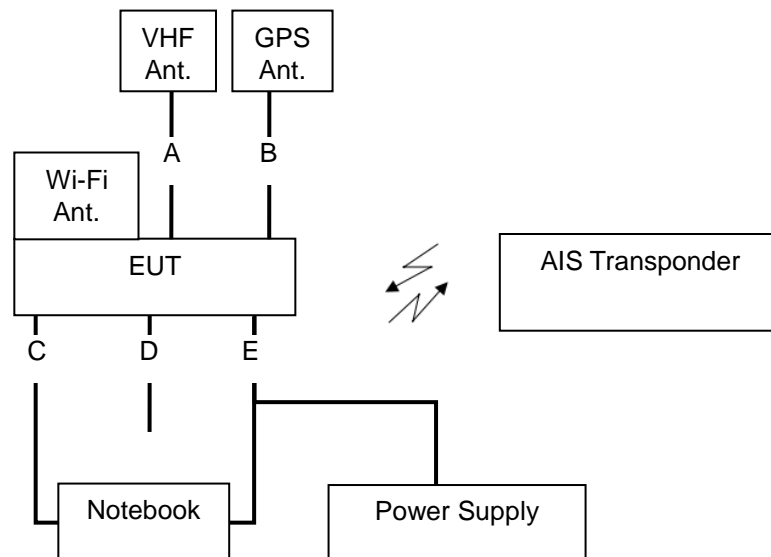 VHF
Ant.
GPS
Ant.
A
B
Wi-Fi
Ant.
EUT
AIS Transponder
C
D
E
Notebook
Power Supply